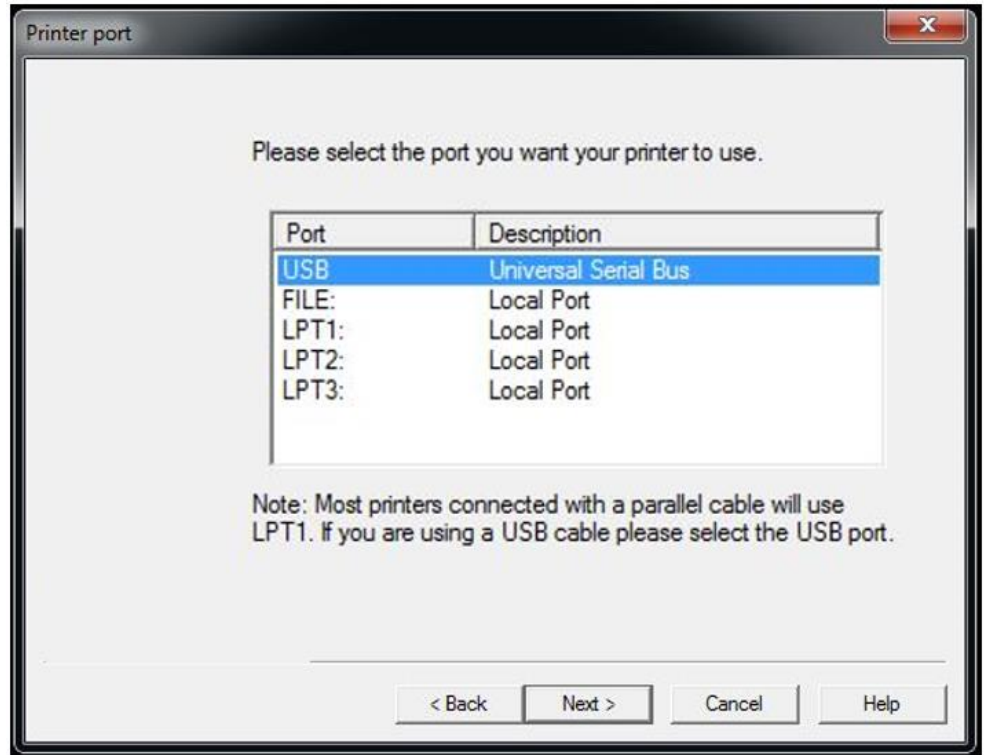 Printer port
Please select the port you want your printer to use.
Port Description
USB Universal Serial Bus
FILE: Local Port
LPT1: Local Port
LPT2: Local Port
LPT3: Local Port
Note: Most printers connected with a parallel cable will use
LPT1. If you are using a USB cable please select the USB port.
< Back Next > Cancel Help